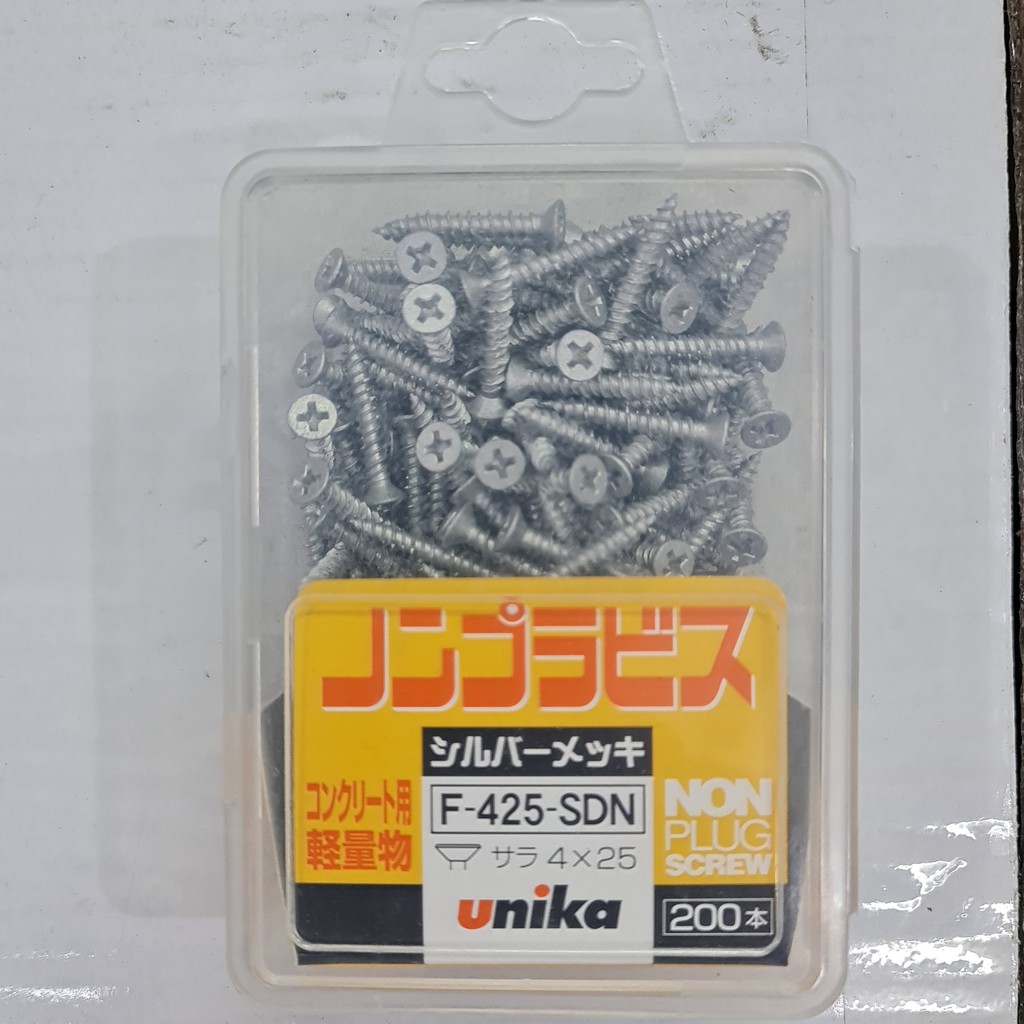 ノンプラビス
シルバーメッキ
コンクリート用
軽量物
F-425-SDN
サラ 4×25
unika
NON
PLUG
SCREW
200本